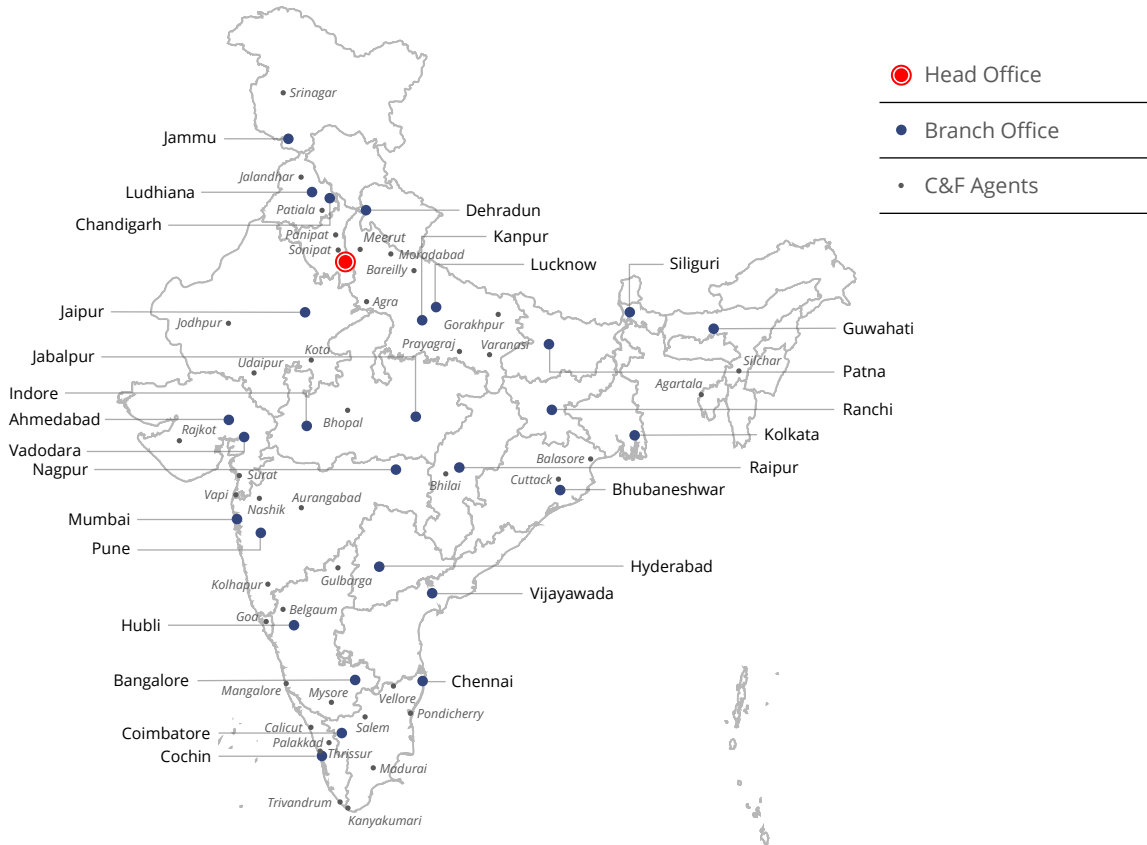 Head Office
Branch Office
C&F Agents
Srinagar
Jammu
Jalandhar
Ludhiana
Patiala
Chandigarh
Dehradun
Panipat
Meerut
Kanpur
Sonipat
Moradabad
Bareilly
Lucknow
Siliguri
Agra
Jaipur
Jodhpur
Gorakhpur
Guwahati
Jabalpur
Kota
Prayagraj
Varanasi
Udaipur
Silchar
Patna
Agartala
Indore
Ahmedabad
Rajkot
Bhopal
Ranchi
Kolkata
Vadodara
Nagpur
Surat
Bhilai
Balasore
Raipur
Cuttack
Bhubaneshwar
Vapi
Nashik
Aurangabad
Mumbai
Pune
Kolhapur
Gulbarga
Hyderabad
Vijayawada
Belgaum
Goa
Hubli
Bangalore
Mangalore
Mysore
Vellore
Chennai
Pondicherry
Calicut
Salem
Coimbatore
Palakkad
Thrissur
Cochin
Madurai
Trivandrum
Kanyakumari